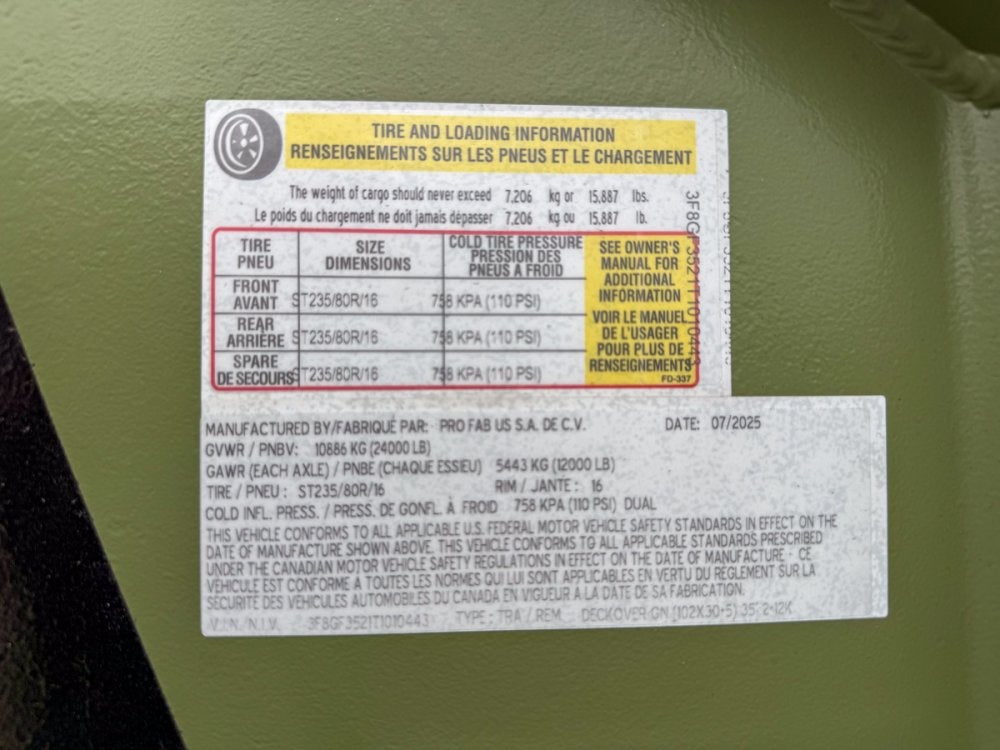 TIRE AND LOADING INFORMATION
RENSEIGNEMENTS SUR LES PNEUS ET LE CHARGEMENT
The weight of cargo should never exceed 7,206 kg or 15,887 lbs.
Le poids du chargement ne doit jamais dépasser 7,206 kg ou 15,887 lb.
TIRE PNEU
SIZE DIMENSIONS
COLD TIRE PRESSURE
PRESSION DES
PNEUS A FROID
FRONT
AVANT ST235/80R/16 758 KPA (110 PSI)
REAR
ARRIÈRE ST235/80R/16 758 KPA (110 PSI)
SPARE
DE SECOURS ST235/80R/16 758 KPA (110 PSI)
SEE OWNER'S
MANUAL FOR
ADDITIONAL
INFORMATION
VOIR LE MANUEL
DE L'USAGER
POUR PLUS DE
RENSEIGNEMENTS
FD-337
3F8GF3521T1010443
MANUFACTURED BY/FABRIQUÉ PAR: PRO FAB US S.A. DE C.V. DATE: 07/2025
GVWR / PNBV: 10886 KG (24000 LB)
GAWR (EACH AXLE) / PNBE (CHAQUE ESSIEU) 5443 KG (12000 LB)
TIRE / PNEU : ST235/80R/16 RIM / JANTE : 16
COLD INFL. PRESS. / PRESS. DE GONFL. À FROID 758 KPA (110 PSI) DUAL
THIS VEHICLE CONFORMS TO ALL APPLICABLE U.S. FEDERAL MOTOR VEHICLE SAFETY STANDARDS IN EFFECT ON THE
DATE OF MANUFACTURE SHOWN ABOVE. THIS VEHICLE CONFORMS TO ALL APPLICABLE STANDARDS PRESCRIBED
UNDER THE CANADIAN MOTOR VEHICLE SAFETY REGULATIONS IN EFFECT ON THE DATE OF MANUFACTURE - CE
VÉHICULE EST CONFORME A TOUTES LES NORMES QUI LUI SONT APPLICABLES EN VERTU DU RÈGLEMENT SUR LA
SÉCURITÉ DES VÉHICULES AUTOMOBILES DU CANADA EN VIGUEUR A LA DATE DE SA FABRICATION.
V.I.N. / N.I.V. 3F8GF3521T1010443 TYPE : TRA / REM DECKOVER GN (102X30+5)